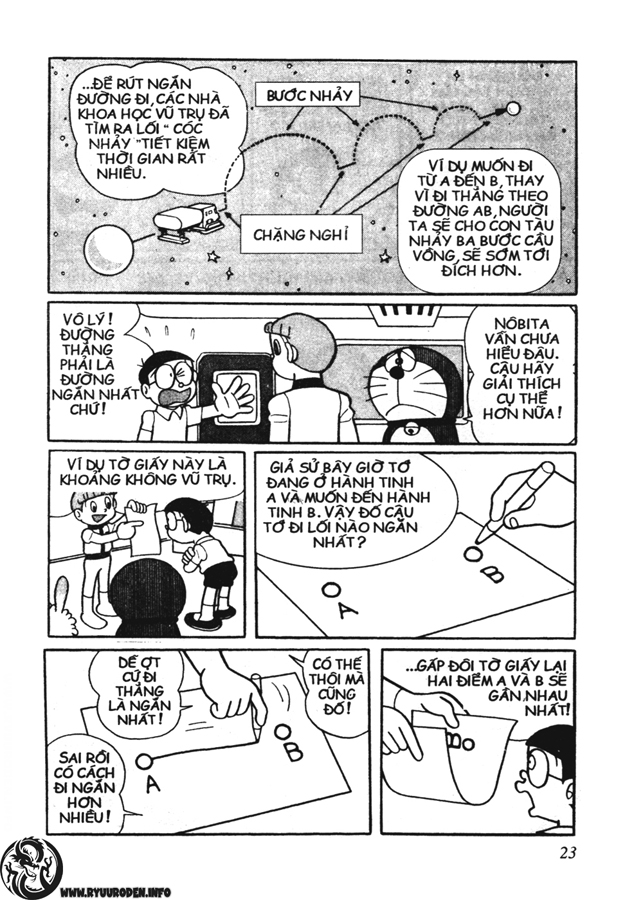 ...ĐỂ RÚT NGẮN
ĐƯỜNG ĐI, CÁC NHÀ
KHOA HỌC VŨ TRỤ ĐÃ
TÌM RA LỐI "CÓC
NHẢY "TIẾT KIỆM
THỜI GIAN RẤT
NHIỀU.
BƯỚC NHẢY
CHẶNG NGHỈ
VÍ DỤ MUỐN ĐI
TỪ A ĐẾN B, THAY
VÌ ĐI THẲNG THEO
ĐƯỜNG AB, NGƯỜI
TA SẼ CHO CON TÀU
NHẢY BA BƯỚC CẦU
VỒNG, SẼ SỚM TỚI
ĐÍCH HƠN.
VÔ LÝ!
ĐƯỜNG
THẲNG
PHẢI LÀ
ĐƯỜNG
NGẮN NHẤT
CHỨ!
NÔBITA
VẪN CHƯA
HIỂU ĐÂU.
CẬU HÃY
GIẢI THÍCH
CỤ THỂ
HƠN NỮA!
VÍ DỤ TỜ GIẤY NÀY LÀ
KHOẢNG KHÔNG VŨ TRỤ.
GIẢ SỬ BÂY GIỜ TỚ
ĐANG Ở HÀNH TINH
A VÀ MUỐN ĐẾN HÀNH
TINH B. VẬY ĐỐ CẬU
TỚ ĐI LỐI NÀO NGẮN
NHẤT?
A
B
DỄ ỢT
CỨ ĐI
THẲNG
LÀ NGẮN
NHẤT!
CÓ THẾ
THÔI MÀ
CŨNG
ĐỐ!
A
B
SAI RỒI
CÓ CÁCH
ĐI NGẮN
HƠN
NHIỀU!
...GẤP ĐÔI TỜ GIẤY LẠI
HAI ĐIỂM A VÀ B SẼ
GẦN NHAU
NHẤT!
B
23
WWW.RYUURODEN.INFO